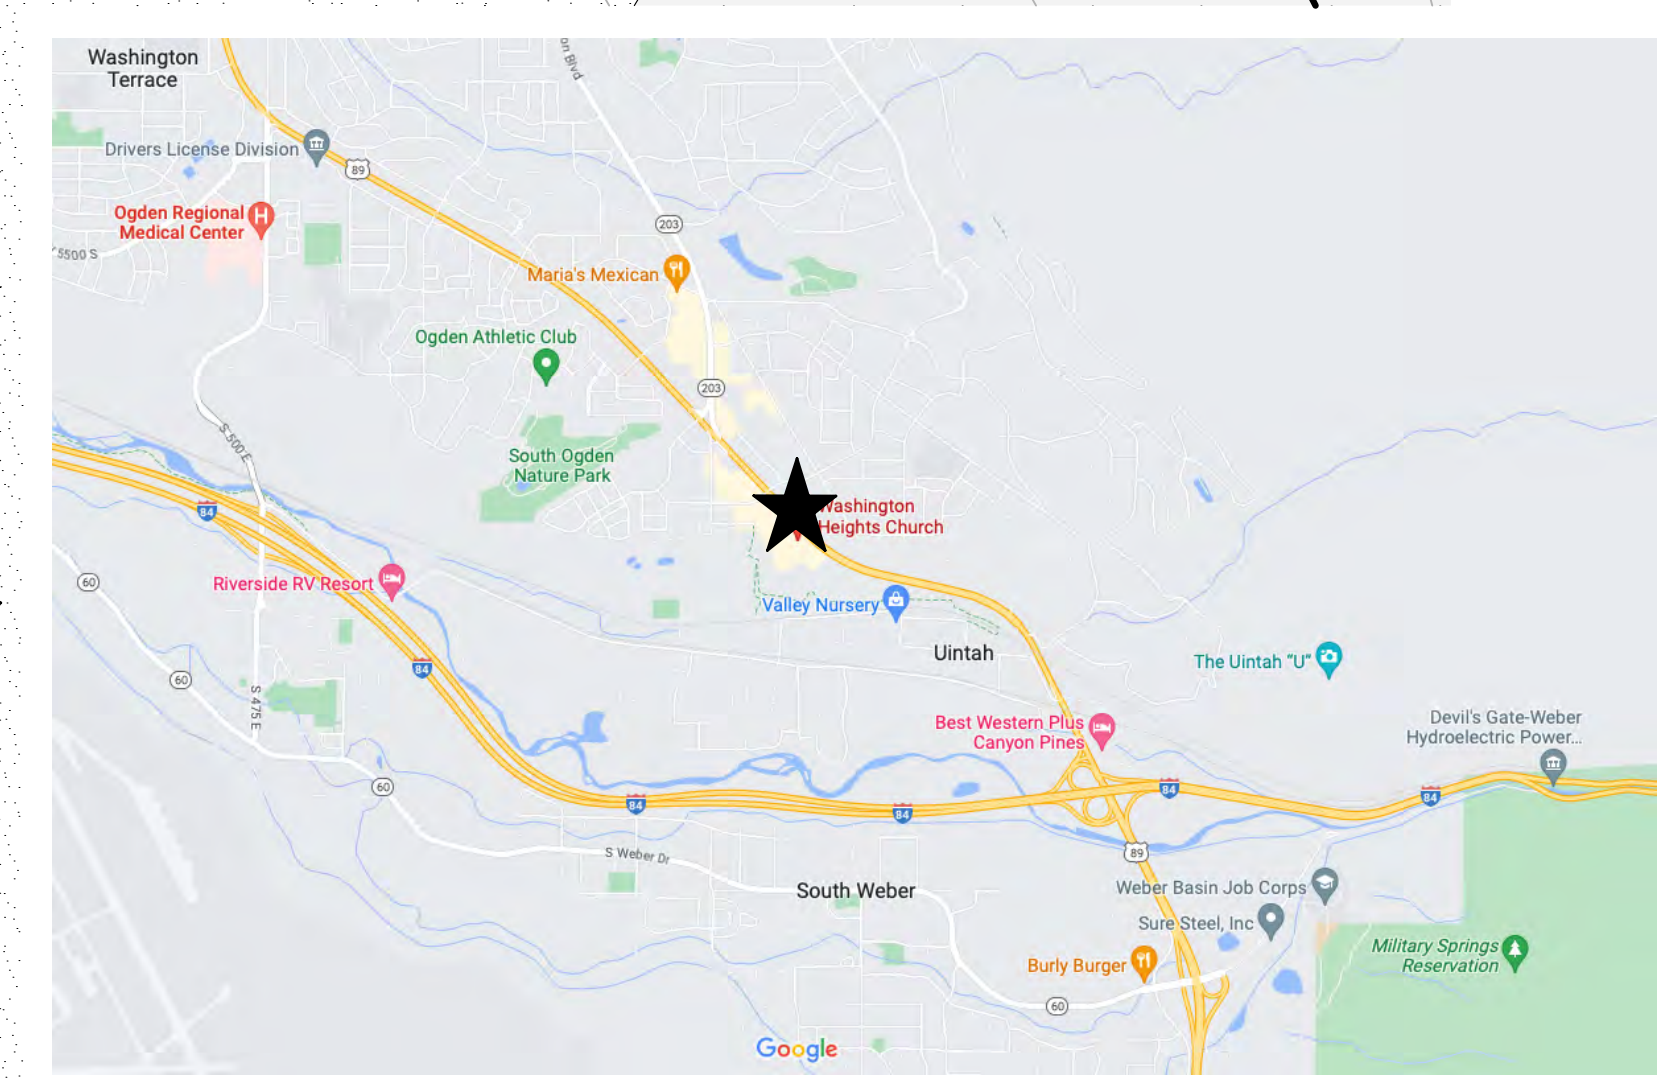 Washington
Terrace
on Blvd
Drivers License Division
89
Ogden Regional
Medical Center
H
5500 S
203
Maria's Mexican
Ogden Athletic Club
203
S 500 E
South Ogden
Nature Park
84
Washington
Heights Church
60
Riverside RV Resort
Valley Nursery
84
Uintah
The Uintah "U"
60
S 475 E
Best Western Plus
Canyon Pines
Devil's Gate-Weber
Hydroelectric Power...
60
84
84
84
84
89
S Weber Dr
South Weber
Weber Basin Job Corps
Sure Steel, Inc
Military Springs
Reservation
Burly Burger
60
Google